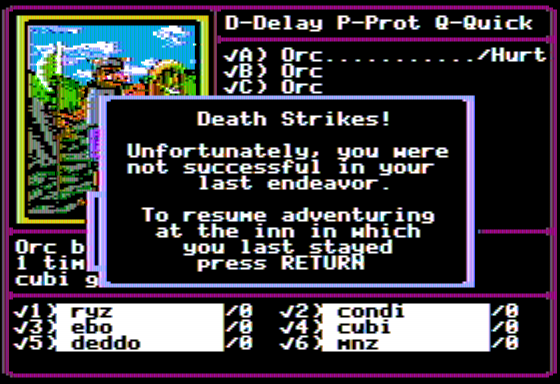 D-Delay P-Prot Q-Quick
√A) Orc.........../Hurt
√B) Orc
√C) Orc
Death Strikes!
Unfortunately, you were
not successful in your
last endeavor.
To resume adventuring
at the inn in which
you last stayed
press RETURN
Orc b
1 tim
cubi g
√1) ryz /0 √2) condi /0
√3) ebo /0 √4) cubi /0
√5) deddo /0 √6) mnz /0